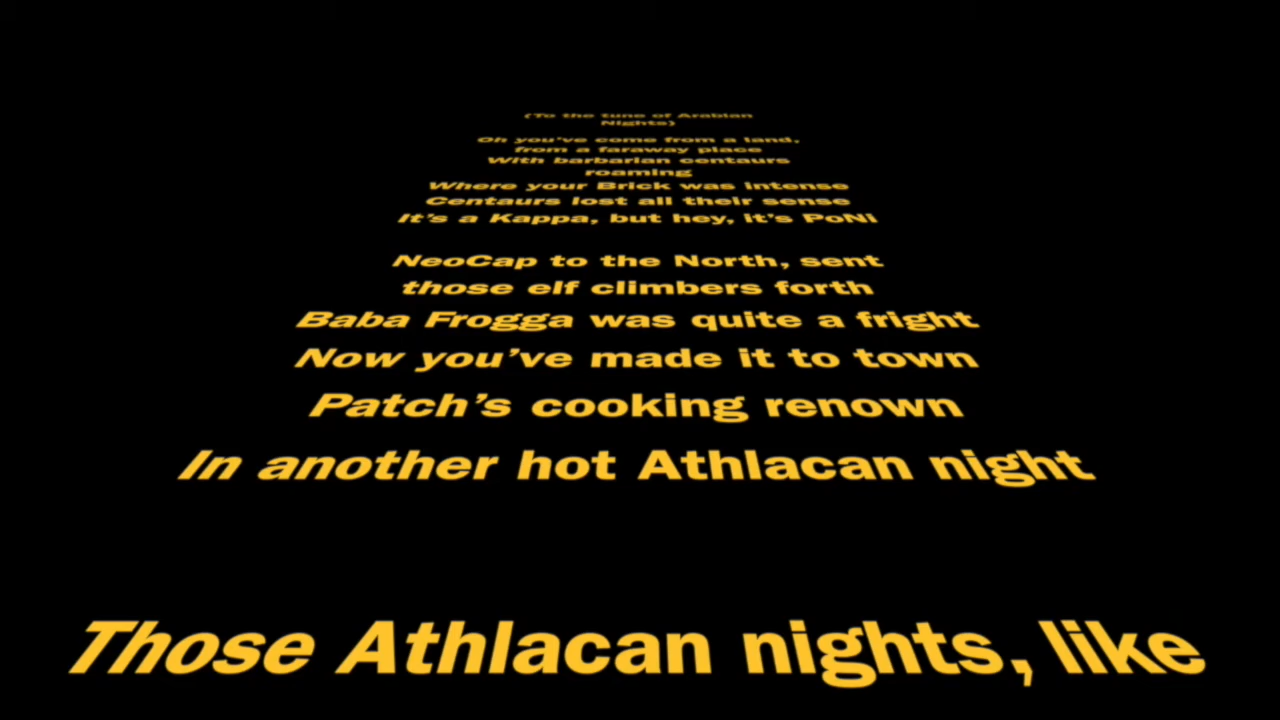 (To the tune of Arabian
Nights)
Oh you've come from a land,
from a faraway place
With barbarian centaurs
roaming
Where your Brick was intense
Centaurs lost all their sense
It's a Kappa, but hey, it's PoNi
NeoCap to the North, sent
those elf climbers forth
Baba Frogga was quite a fright
Now you've made it to town
Patch's cooking renown
In another hot Athlacan night
Those Athlacan nights, like